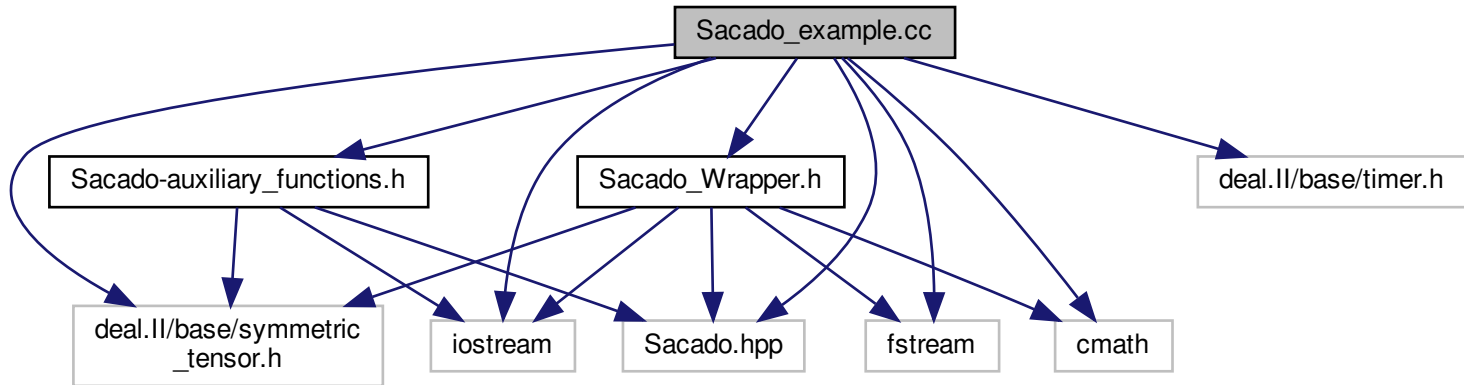 Sacado_example.cc
Sacado-auxiliary_functions.h
Sacado_Wrapper.h
deal.II/base/timer.h
deal.II/base/symmetric
_tensor.h
iostream
Sacado.hpp
fstream
cmath